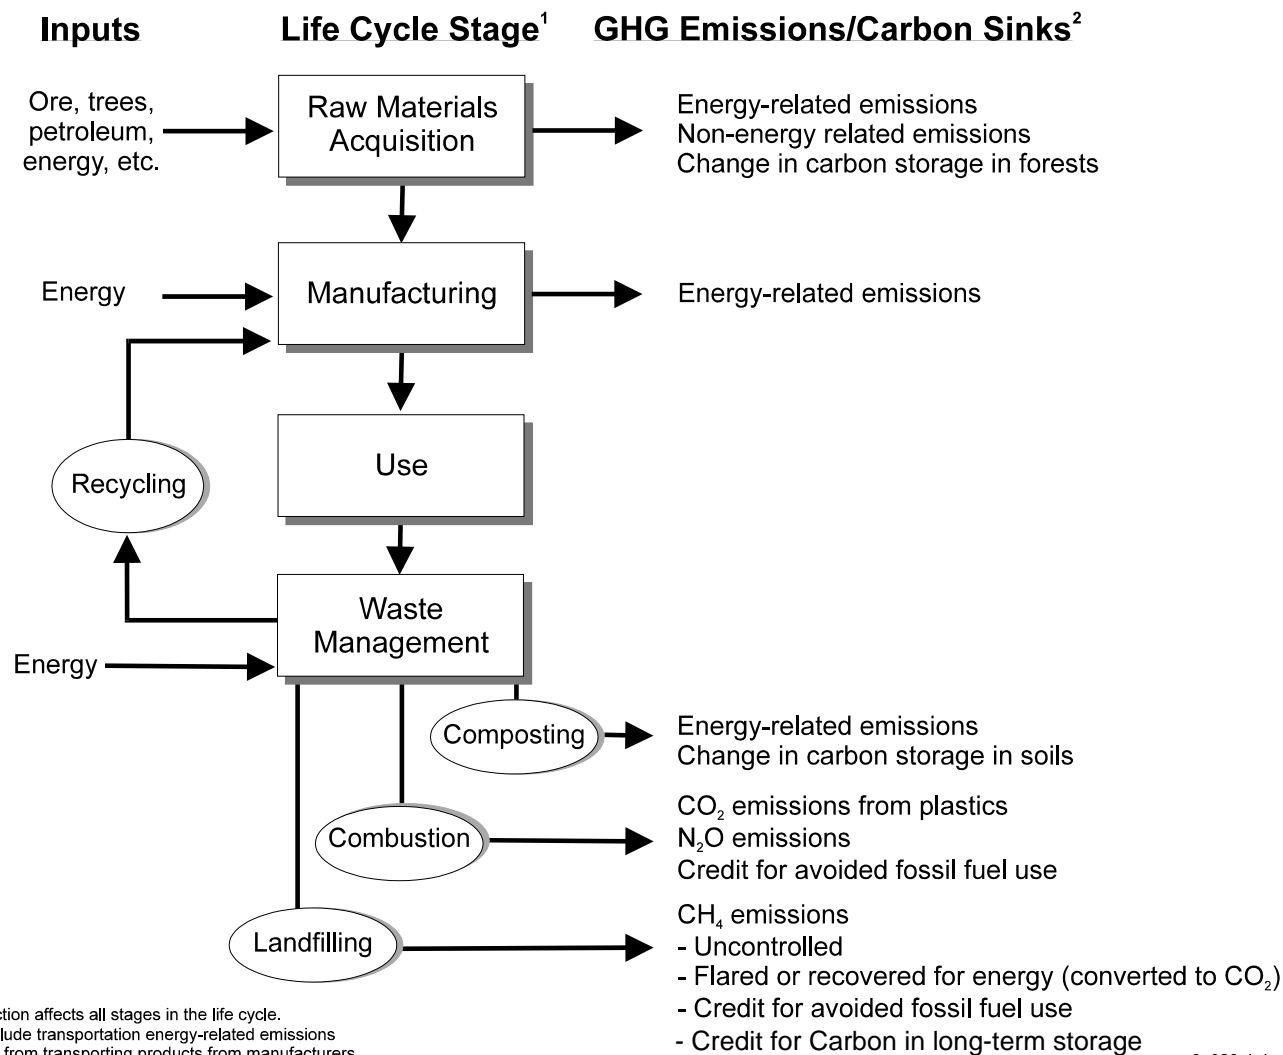 Inputs
Life Cycle Stage¹
GHG Emissions/Carbon Sinks²
Ore, trees,
petroleum,
energy, etc.
Raw Materials
Acquisition
Energy-related emissions
Non-energy related emissions
Change in carbon storage in forests
Energy
Manufacturing
Energy-related emissions
Use
Recycling
Waste
Management
Energy
Composting
Energy-related emissions
Change in carbon storage in soils
Combustion
CO₂ emissions from plastics
N₂O emissions
Credit for avoided fossil fuel use
Landfilling
CH₄ emissions
- Uncontrolled
- Flared or recovered for energy (converted to CO₂)
- Credit for avoided fossil fuel use
- Credit for Carbon in long-term storage
ction affects all stages in the life cycle.
lude transportation energy-related emissions
from transporting products from manufacturers